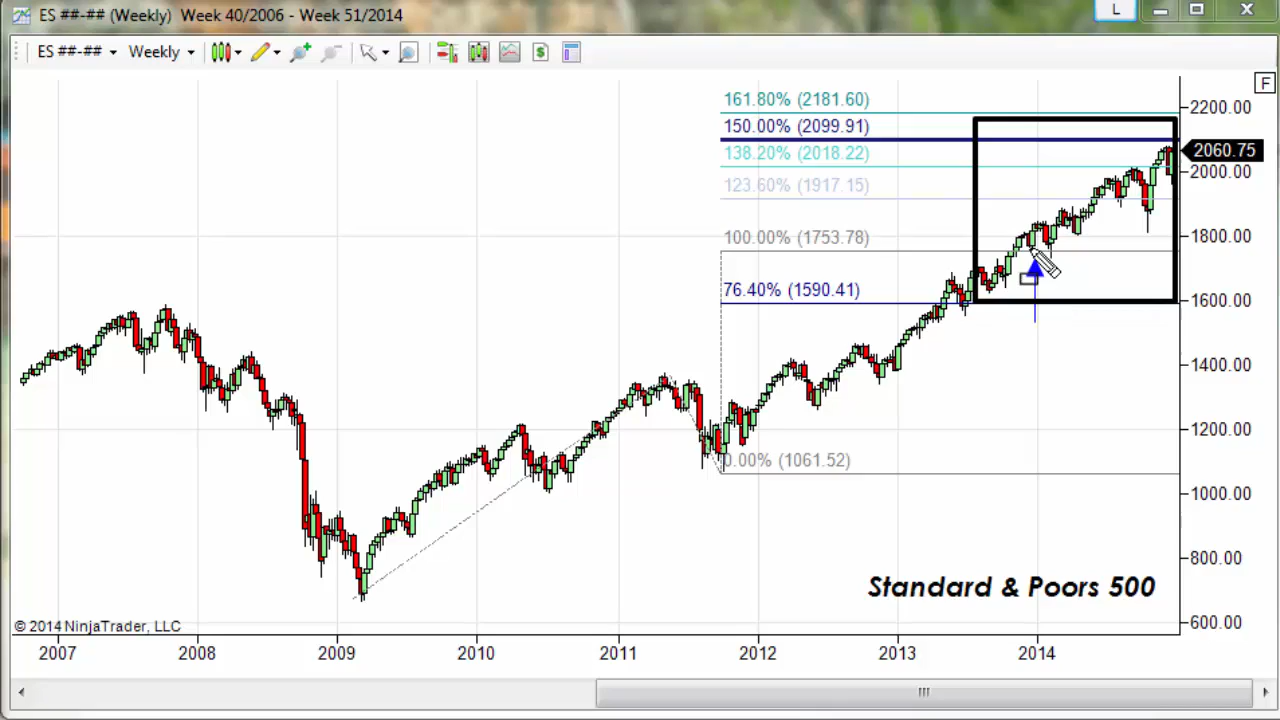 ES ##-## (Weekly) Week 40/2006 - Week 51/2014
L
ES ##-## Weekly
$
F
161.80% (2181.60)
150.00% (2099.91)
138.20% (2018.22)
123.60% (1917.15)
100.00% (1753.78)
76.40% (1590.41)
0.00% (1061.52)
2200.00
2060.75
2000.00
1800.00
1600.00
1400.00
1200.00
1000.00
800.00
600.00
Standard & Poors 500
© 2014 NinjaTrader, LLC
2007 2008 2009 2010 2011 2012 2013 2014